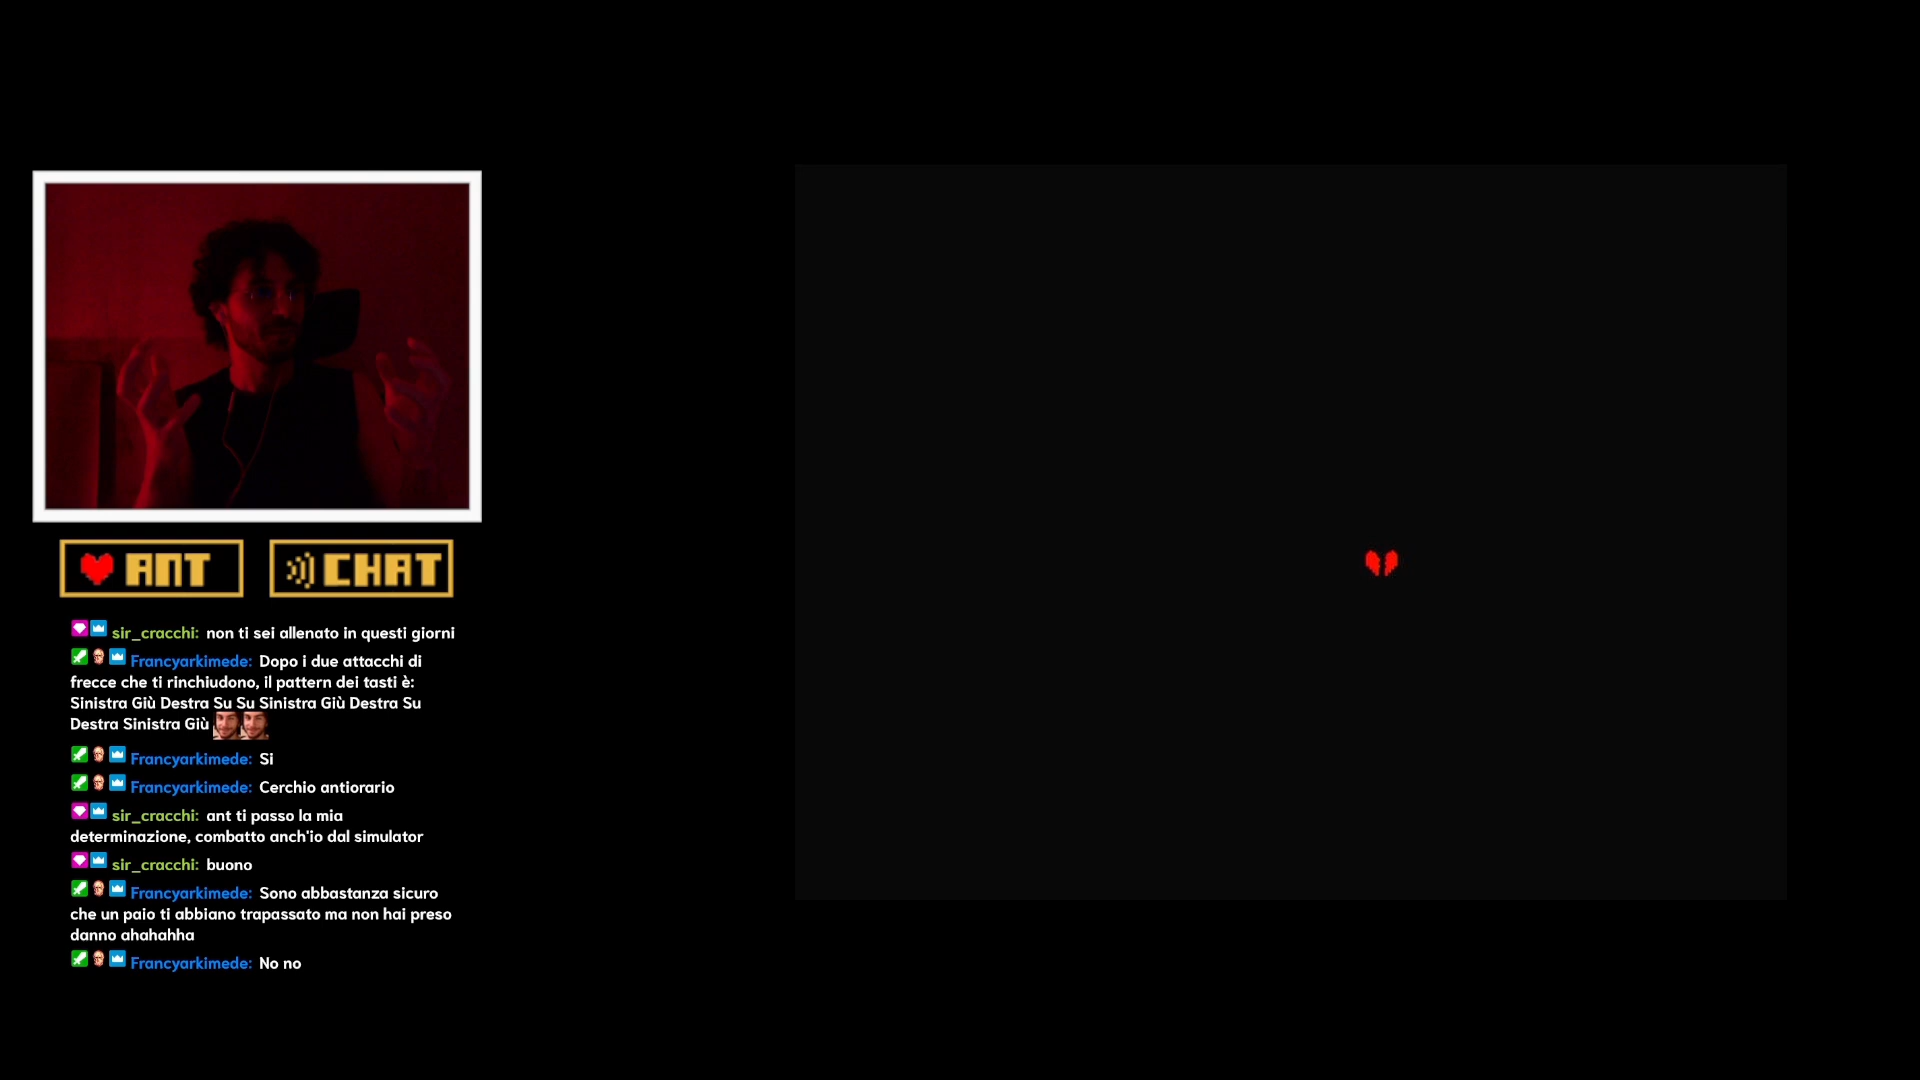 ANT
CHAT
sir_cracchi: non ti sei allenato in questi giorni
Francyarkimede: Dopo i due attacchi di
frecce che ti rinchiudono, il pattern dei tasti è:
Sinistra Giù Destra Su Su Sinistra Giù Destra Su
Destra Sinistra Giù
Francyarkimede: Si
Francyarkimede: Cerchio antiorario
sir_cracchi: ant ti passo la mia
determinazione, combatto anch'io dal simulator
sir_cracchi: buono
Francyarkimede: Sono abbastanza sicuro
che un paio ti abbiano trapassato ma non hai preso
danno ahahahha
Francyarkimede: No no